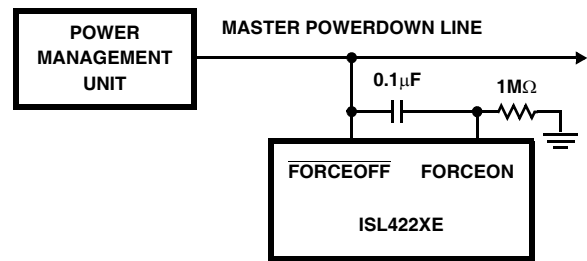 POWER
MANAGEMENT
UNIT
MASTER POWERDOWN LINE
0.1μF
1MΩ
FORCEOFF FORCEON
ISL422XE